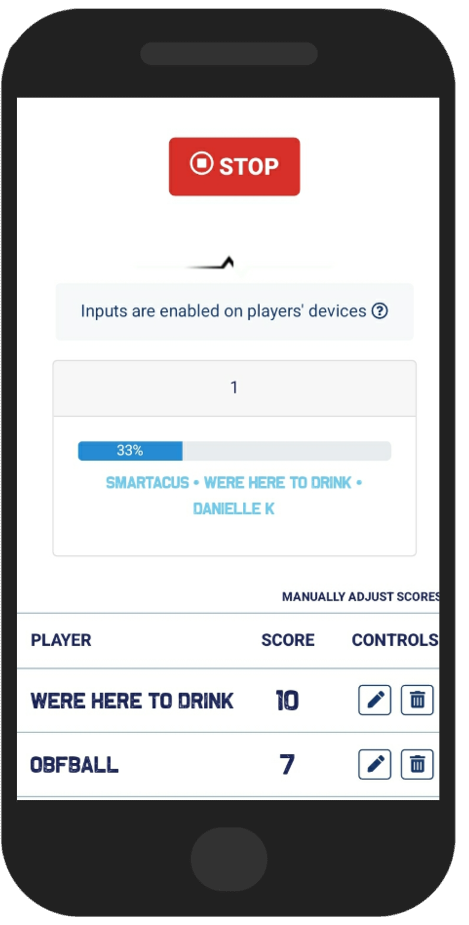 STOP
Inputs are enabled on players' devices
1
33%
SMARTACUS • WERE HERE TO DRINK •
DANIELLE K
MANUALLY ADJUST SCORES
PLAYER SCORE CONTROLS
WERE HERE TO DRINK 10
OBFBALL 7